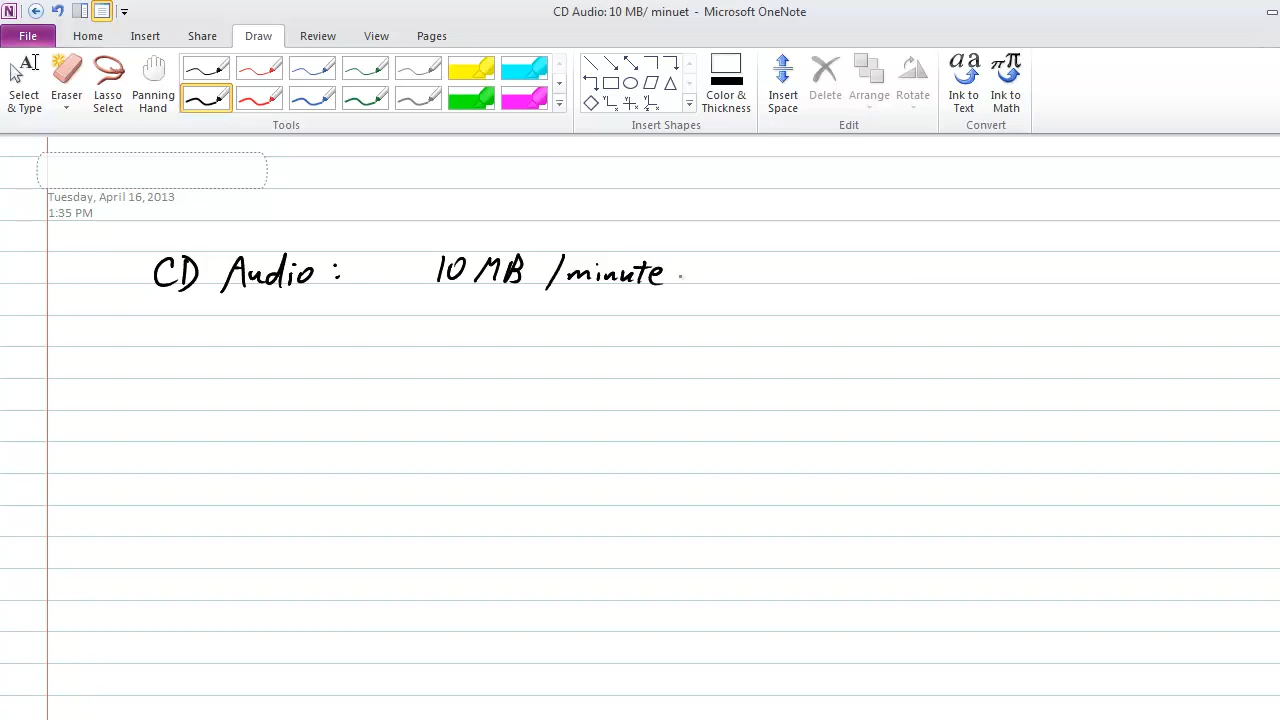 CD Audio: 10 MB/ minuet - Microsoft OneNote
File Home Insert Share Draw Review View Pages
Select & Type
Eraser
Lasso Select
Panning Hand
Color & Thickness
Insert Space
Delete
Arrange
Rotate
Ink to Text
Ink to Math
Tools Insert Shapes Edit Convert
Tuesday, April 16, 2013
1:35 PM
CD Audio : 10 MB /minute